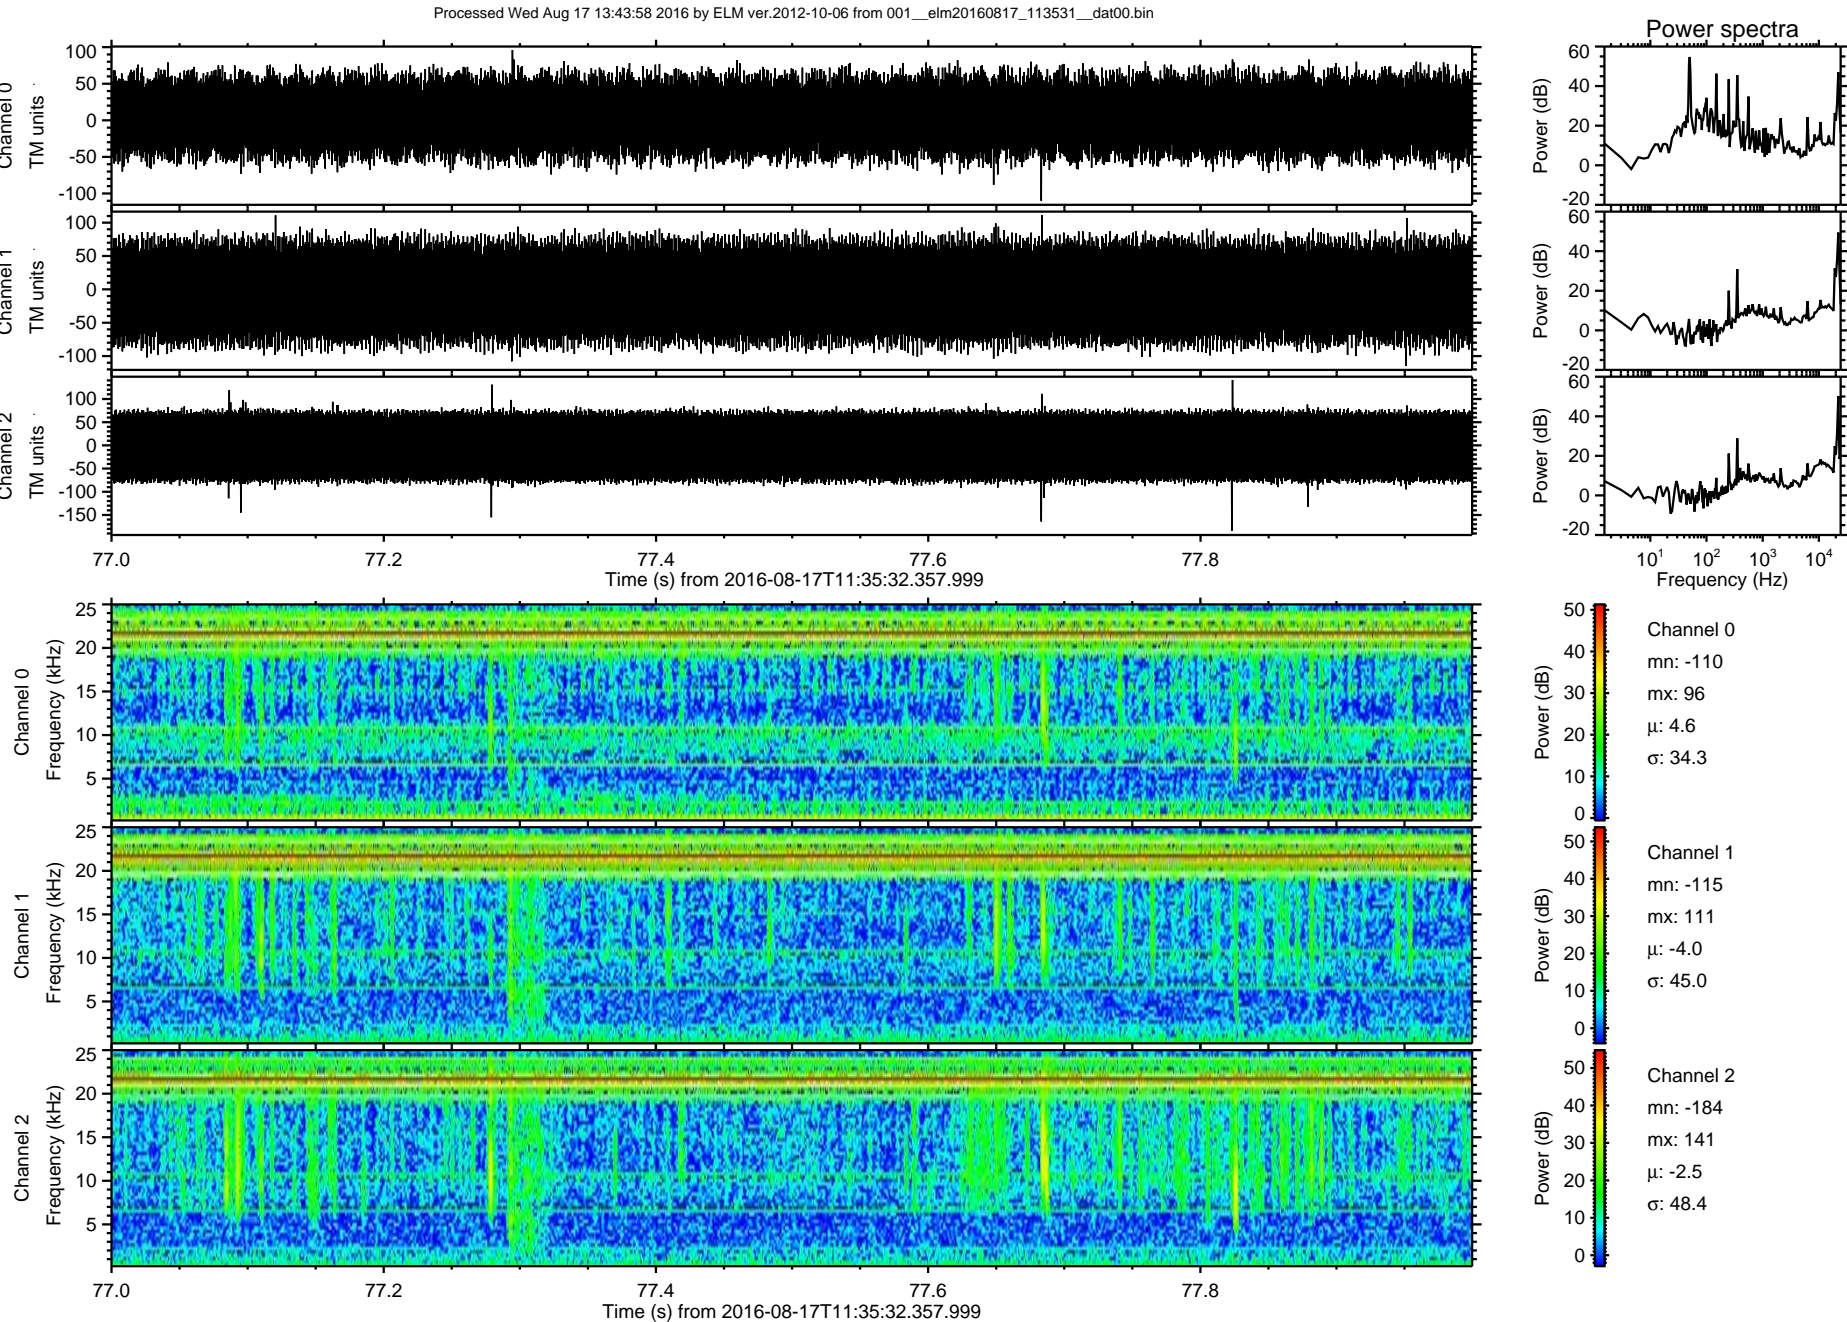 Processed Wed Aug 17 13:43:58 2016 by ELM ver.2012-10-06 from 001__elm20160817_113531__dat00.bin
Power spectra
Channel 0
TM units
100
50
0
-50
-100
Power (dB)
60
40
20
0
-20
Channel 1
TM units
100
50
0
-50
-100
Power (dB)
60
40
20
0
-20
Channel 2
TM units
100
50
0
-50
-100
-150
Power (dB)
60
40
20
0
-20
77.0 77.2 77.4 77.6 77.8
Time (s) from 2016-08-17T11:35:32.357.999
10^1 10^2 10^3 10^4
Frequency (Hz)
Channel 0
Frequency (kHz)
25
20
15
10
5
Power (dB)
50
40
30
20
10
0
Channel 0
mn: -110
mx: 96
μ: 4.6
σ: 34.3
Channel 1
Frequency (kHz)
25
20
15
10
5
Power (dB)
50
40
30
20
10
0
Channel 1
mn: -115
mx: 111
μ: -4.0
σ: 45.0
Channel 2
Frequency (kHz)
25
20
15
10
5
Power (dB)
50
40
30
20
10
0
Channel 2
mn: -184
mx: 141
μ: -2.5
σ: 48.4
77.0 77.2 77.4 77.6 77.8
Time (s) from 2016-08-17T11:35:32.357.999